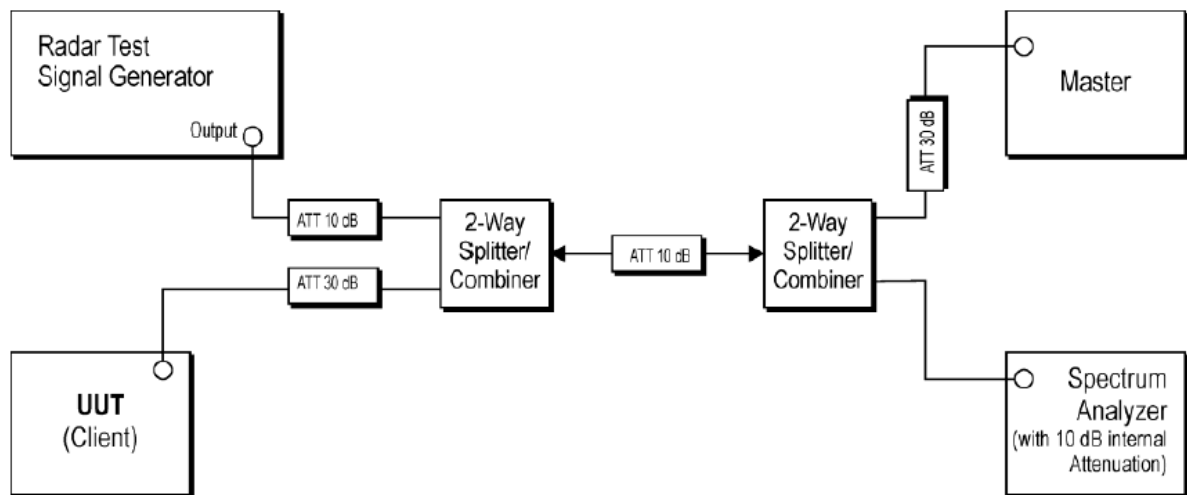 Radar Test
Signal Generator
Output
ATT 10 dB
ATT 30 dB
UUT
(Client)
2-Way
Splitter/
Combiner
ATT 10 dB
2-Way
Splitter/
Combiner
ATT 30 dB
Master
Spectrum
Analyzer
(with 10 dB internal
Attenuation)